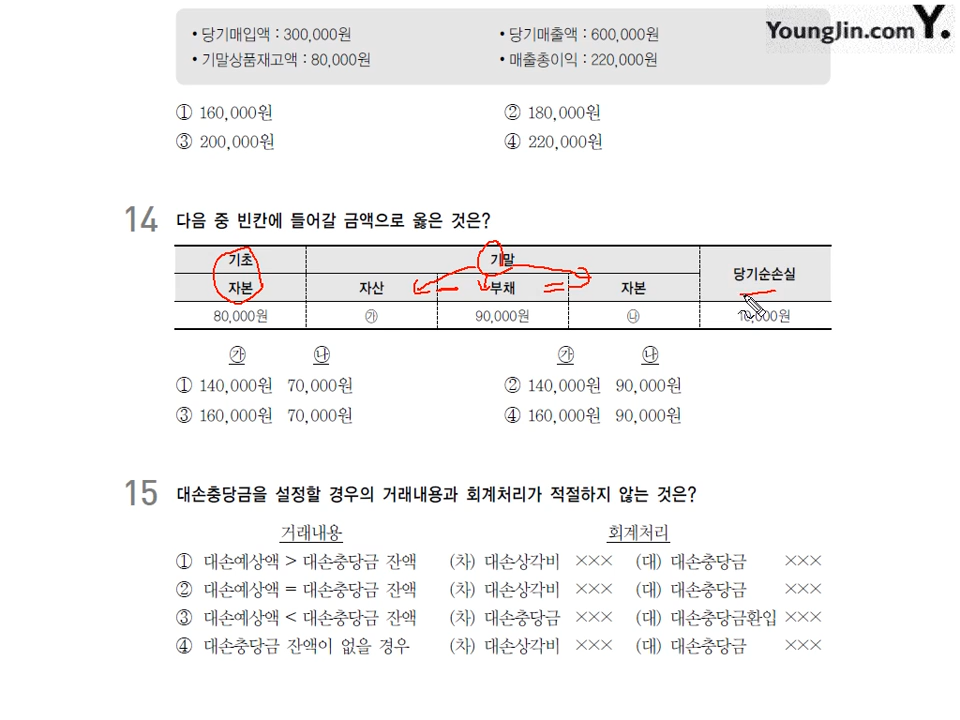 YoungJin.com Y.
• 당기매입액 : 300,000원 • 당기매출액 : 600,000원
• 기말상품재고액 : 80,000원 • 매출총이익 : 220,000원
① 160,000원 ② 180,000원
③ 200,000원 ④ 220,000원
14 다음 중 빈칸에 들어갈 금액으로 옳은 것은?
기초 기말 당기순손실
자본 자산 부채 자본
80,000원 ㉮ 90,000원 ㉯ 10,000원
㉮ ㉯ ㉮ ㉯
① 140,000원 70,000원 ② 140,000원 90,000원
③ 160,000원 70,000원 ④ 160,000원 90,000원
15 대손충당금을 설정할 경우의 거래내용과 회계처리가 적절하지 않는 것은?
거래내용 회계처리
① 대손예상액 > 대손충당금 잔액 (차) 대손상각비 ××× (대) 대손충당금 ×××
② 대손예상액 = 대손충당금 잔액 (차) 대손상각비 ××× (대) 대손충당금 ×××
③ 대손예상액 < 대손충당금 잔액 (차) 대손충당금 ××× (대) 대손충당금환입 ×××
④ 대손충당금 잔액이 없을 경우 (차) 대손상각비 ××× (대) 대손충당금 ×××